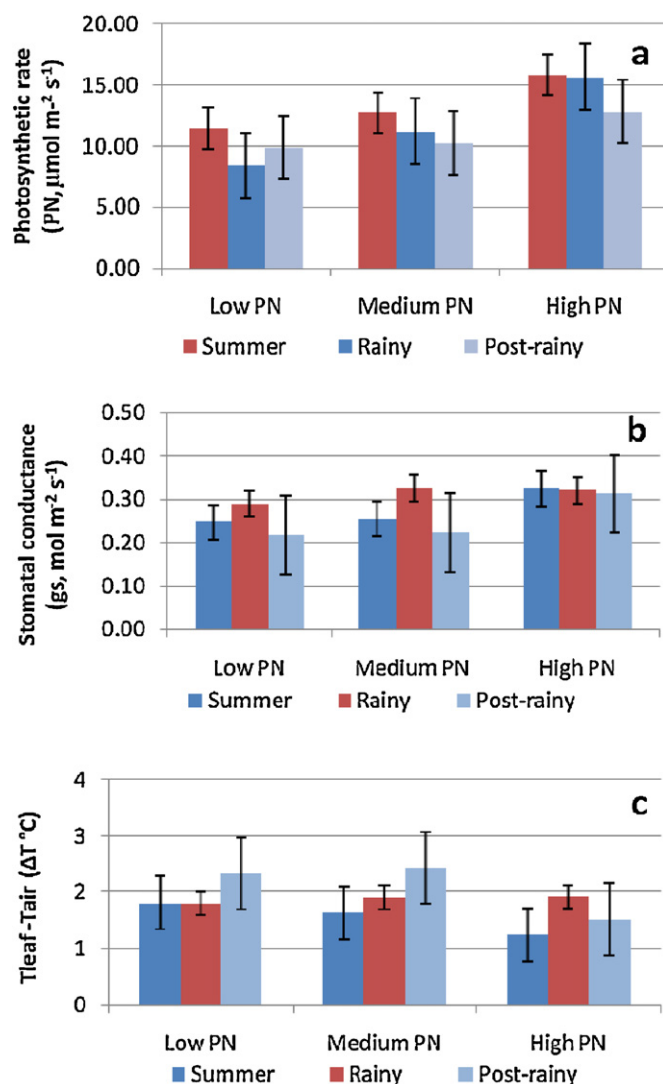 a
Photosynthetic rate
(PN, µmol m⁻² s⁻¹)
20.00
15.00
10.00
5.00
0.00
Low PN Medium PN High PN
Summer Rainy Post-rainy
b
Stomatal conductance
(gs, mol m⁻² s⁻¹)
0.50
0.40
0.30
0.20
0.10
0.00
Low PN Medium PN High PN
Summer Rainy Post-rainy
c
Tleaf -Tair (ΔT °C)
4
3
2
1
0
Low PN Medium PN High PN
Summer Rainy Post-rainy